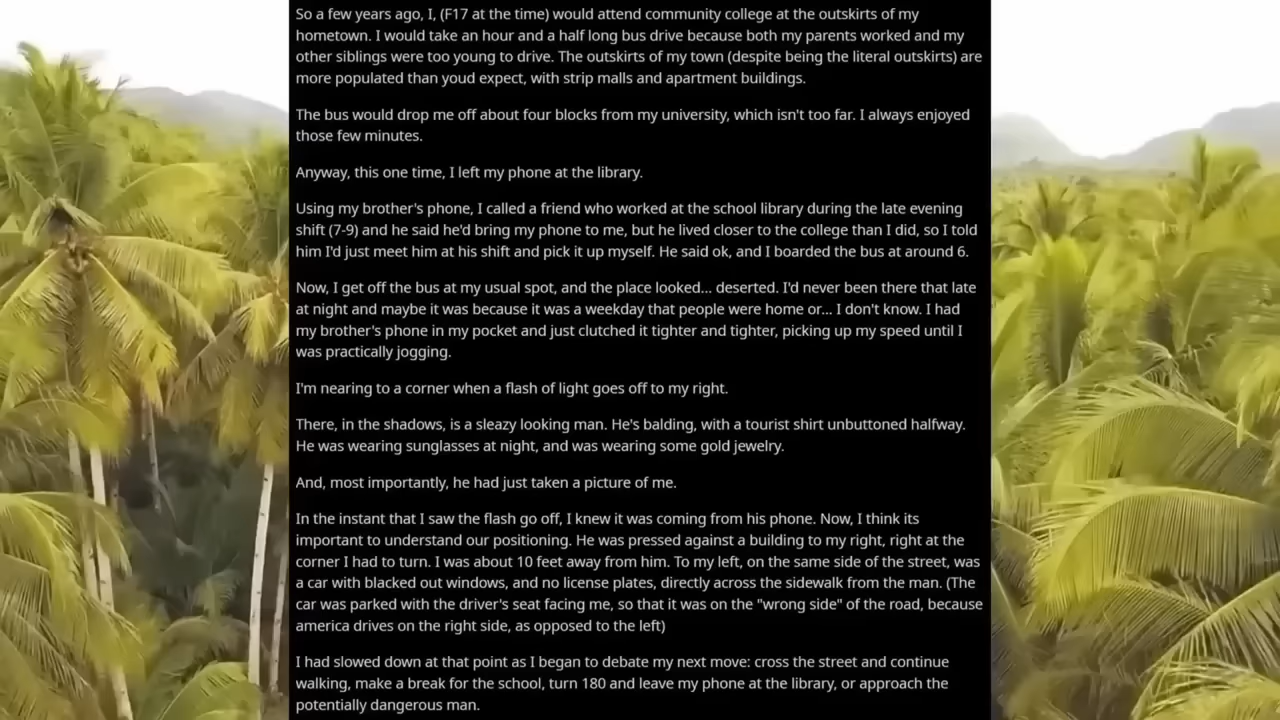 So a few years ago, I, (F17 at the time) would attend community college at the outskirts of my
hometown. I would take an hour and a half long bus drive because both my parents worked and my
other siblings were too young to drive. The outskirts of my town (despite being the literal outskirts) are
more populated than youd expect, with strip malls and apartment buildings.
The bus would drop me off about four blocks from my university, which isn't too far. I always enjoyed
those few minutes.
Anyway, this one time, I left my phone at the library.
Using my brother's phone, I called a friend who worked at the school library during the late evening
shift (7-9) and he said he'd bring my phone to me, but he lived closer to the college than I did, so I told
him I'd just meet him at his shift and pick it up myself. He said ok, and I boarded the bus at around 6.
Now, I get off the bus at my usual spot, and the place looked... deserted. I'd never been there that late
at night and maybe it was because it was a weekday that people were home or... I don't know. I had
my brother's phone in my pocket and just clutched it tighter and tighter, picking up my speed until I
was practically jogging.
I'm nearing to a corner when a flash of light goes off to my right.
There, in the shadows, is a sleazy looking man. He's balding, with a tourist shirt unbuttoned halfway.
He was wearing sunglasses at night, and was wearing some gold jewelry.
And, most importantly, he had just taken a picture of me.
In the instant that I saw the flash go off, I knew it was coming from his phone. Now, I think its
important to understand our positioning. He was pressed against a building to my right, right at the
corner I had to turn. I was about 10 feet away from him. To my left, on the same side of the street, was
a car with blacked out windows, and no license plates, directly across the sidewalk from the man. (The
car was parked with the driver's seat facing me, so that it was on the "wrong side" of the road, because
america drives on the right side, as opposed to the left)
I had slowed down at that point as I began to debate my next move: cross the street and continue
walking, make a break for the school, turn 180 and leave my phone at the library, or approach the
potentially dangerous man.